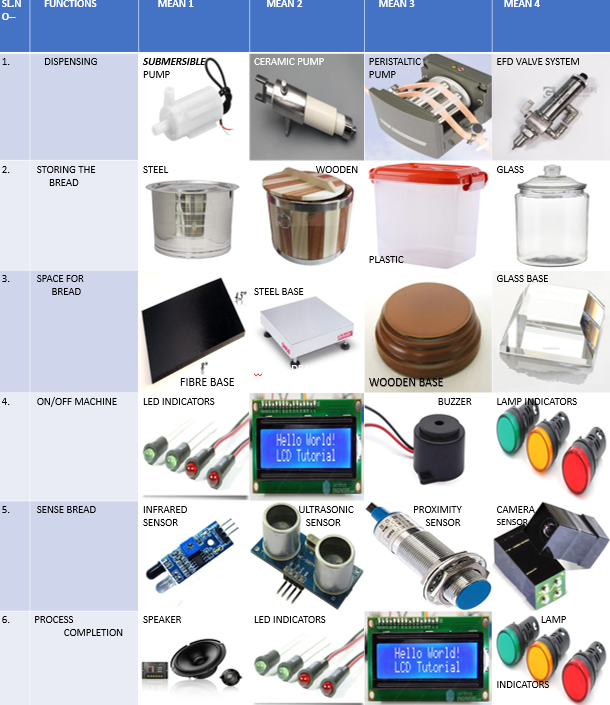 SL.N FUNCTIONS MEAN 1 MEAN 2 MEAN 3 MEAN 4
O--
1. DISPENSING SUBMERSIBLE CERAMIC PUMP PERISTALTIC EFD VALVE SYSTEM
PUMP PUMP
2. STORING THE STEEL WOODEN GLASS
BREAD
PLASTIC
3. SPACE FOR GLASS BASE
BREAD STEEL BASE
FIBRE BASE WOODEN BASE
4. ON/OFF MACHINE LED INDICATORS BUZZER LAMP INDICATORS
Hello World!
LCD Tutorial
5. SENSE BREAD INFRARED ULTRASONIC PROXIMITY CAMERA
SENSOR SENSOR SENSOR SENSOR
6. PROCESS SPEAKER LED INDICATORS LAMP
COMPLETION
Hello World!
LCD Tutorial
INDICATORS